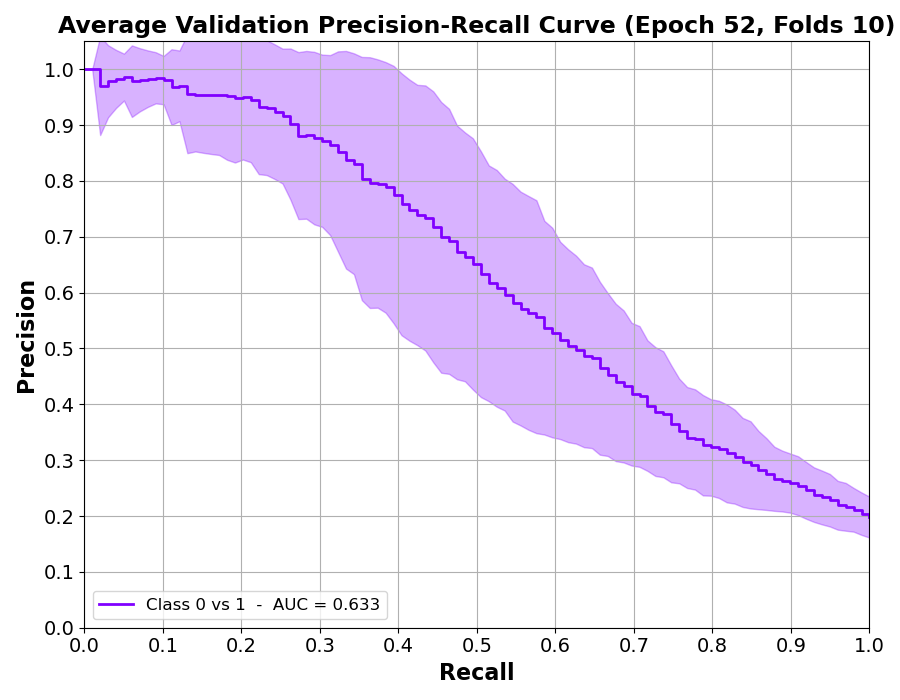 Average Validation Precision-Recall Curve (Epoch 52, Folds 10)
Precision
1.0
0.9
0.8
0.7
0.6
0.5
0.4
0.3
0.2
0.1
0.0
Class 0 vs 1 - AUC = 0.633
0.0 0.1 0.2 0.3 0.4 0.5 0.6 0.7 0.8 0.9 1.0
Recall